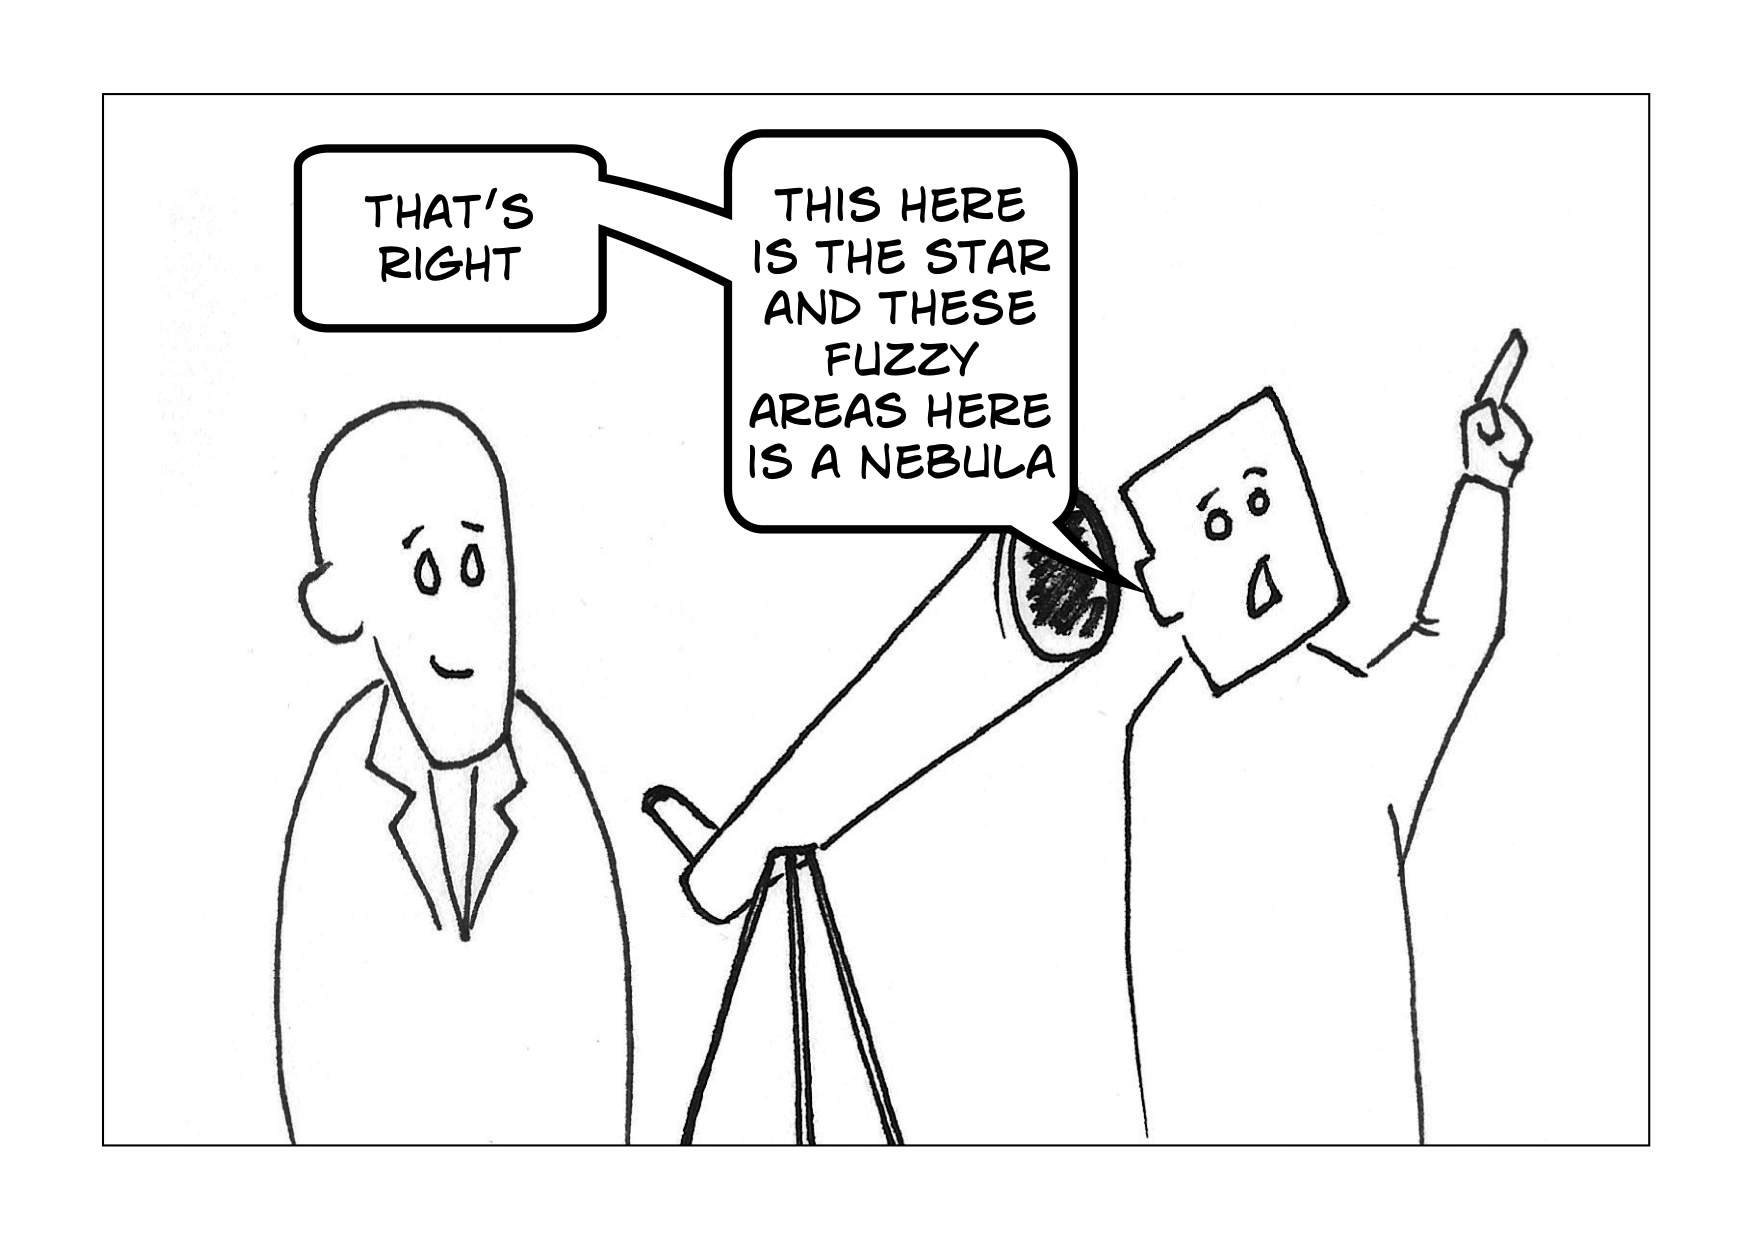 THAT'S
RIGHT
THIS HERE
IS THE STAR
AND THESE
FUZZY
AREAS HERE
IS A NEBULA